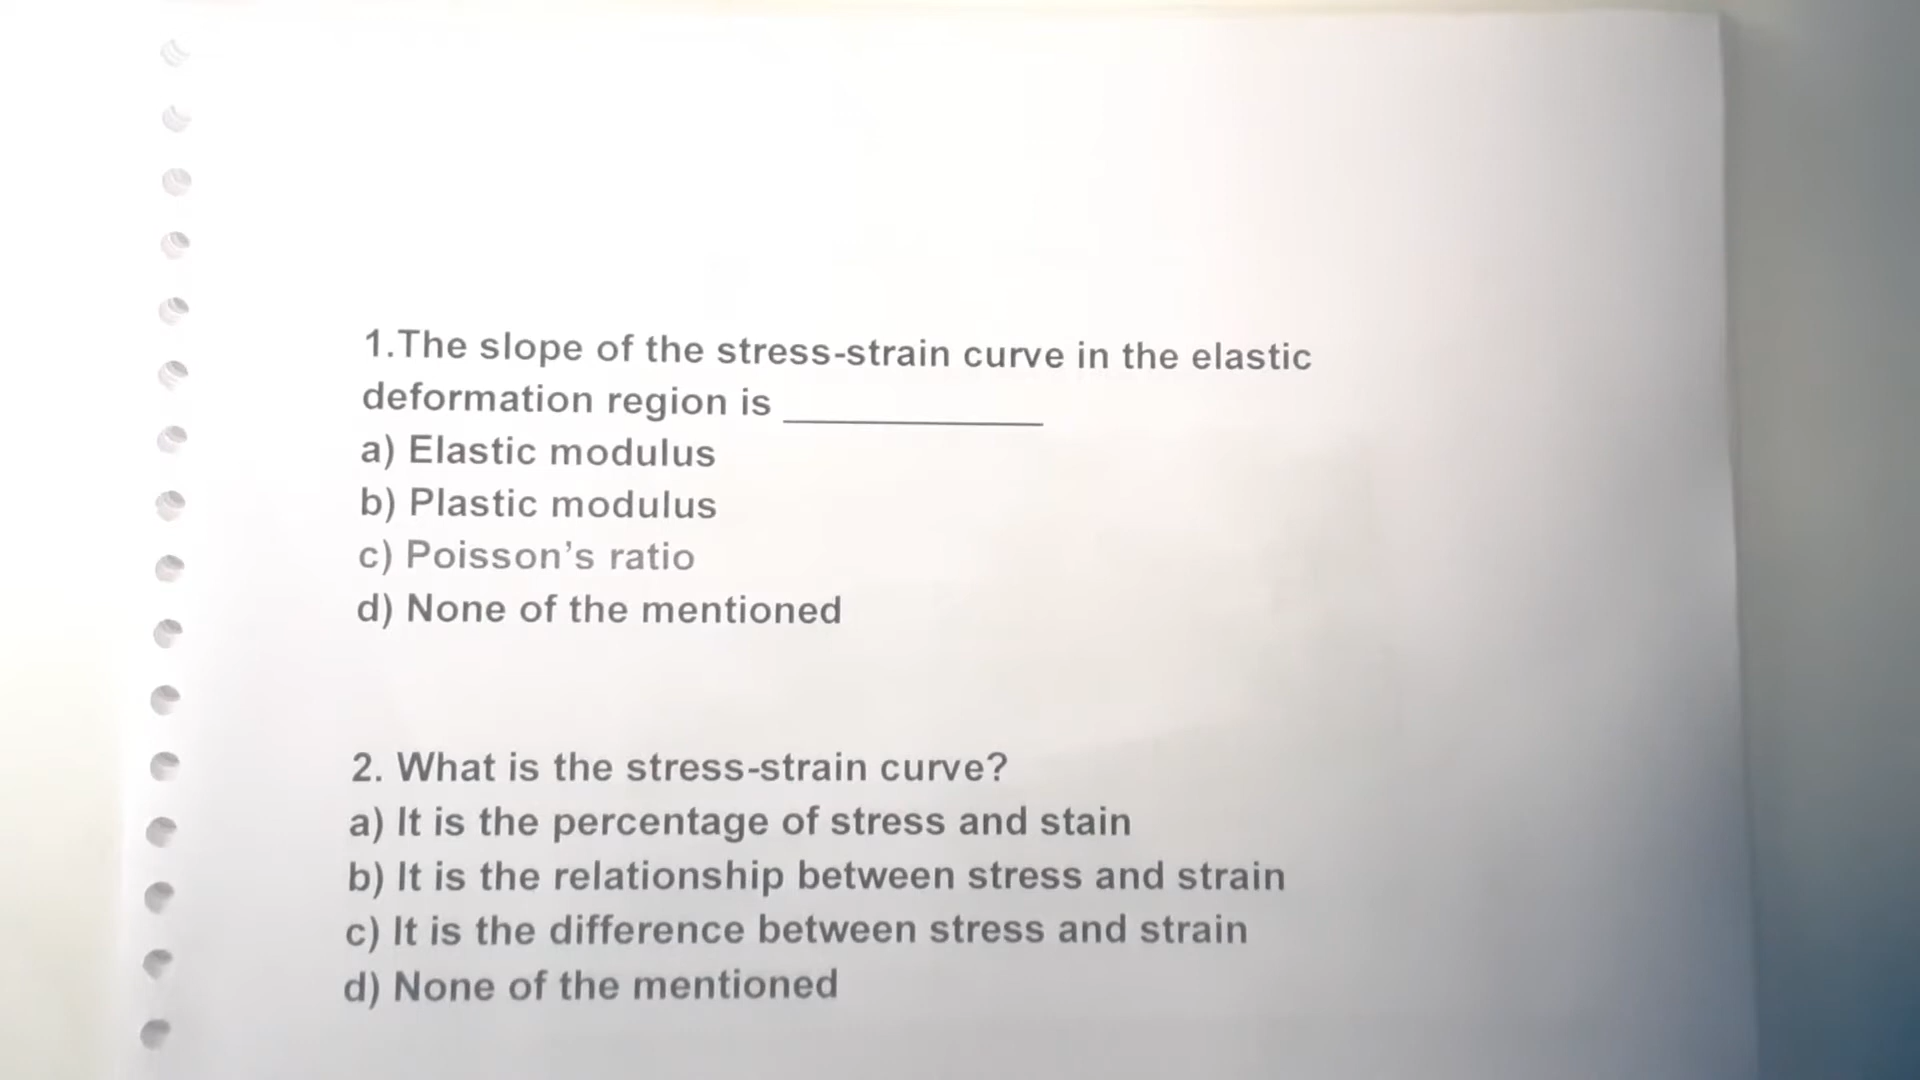 1.The slope of the stress-strain curve in the elastic
deformation region is ____________
a) Elastic modulus
b) Plastic modulus
c) Poisson’s ratio
d) None of the mentioned
2. What is the stress-strain curve?
a) It is the percentage of stress and stain
b) It is the relationship between stress and strain
c) It is the difference between stress and strain
d) None of the mentioned